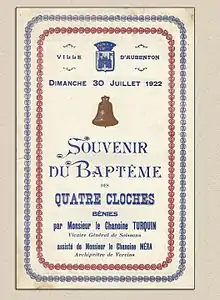 VILLE D'AUBENTON
DIMANCHE 30 JUILLET 1922
SOUVENIR
DU BAPTÊME
DES
QUATRE CLOCHES
BÉNIES
par Monsieur le Chanoine TURQUIN
Vicaire Général de Soissons
assisté de Monsieur le Chanoine MÉRA
Archiprêtre de Vervins